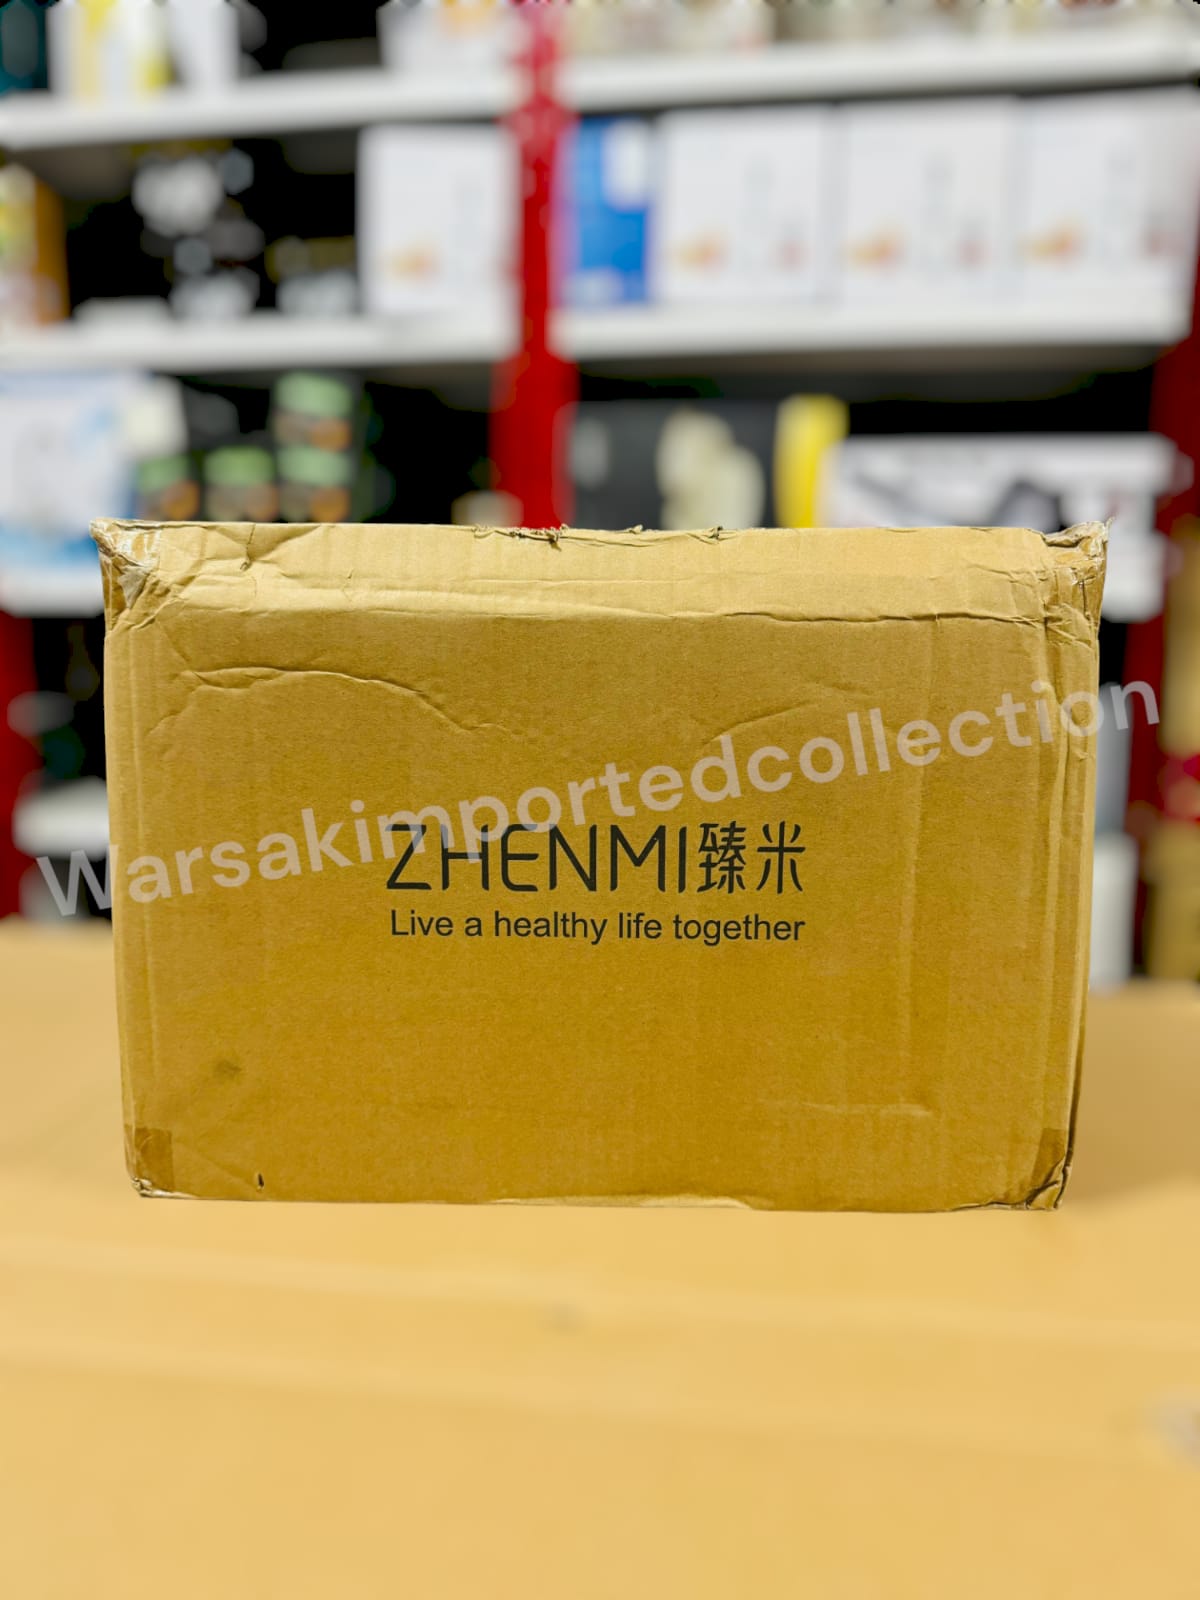 Warsakimportedcollection
ZHENMI臻米
Live a healthy life together